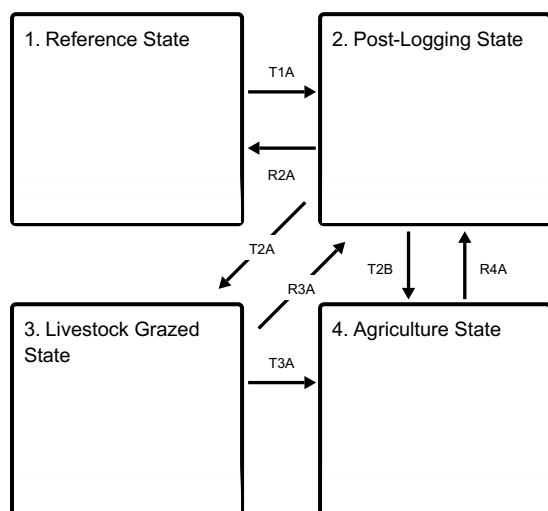 1. Reference State
2. Post-Logging State
T1A
R2A
T2A
R3A
T2B
R4A
3. Livestock Grazed
State
4. Agriculture State
T3A